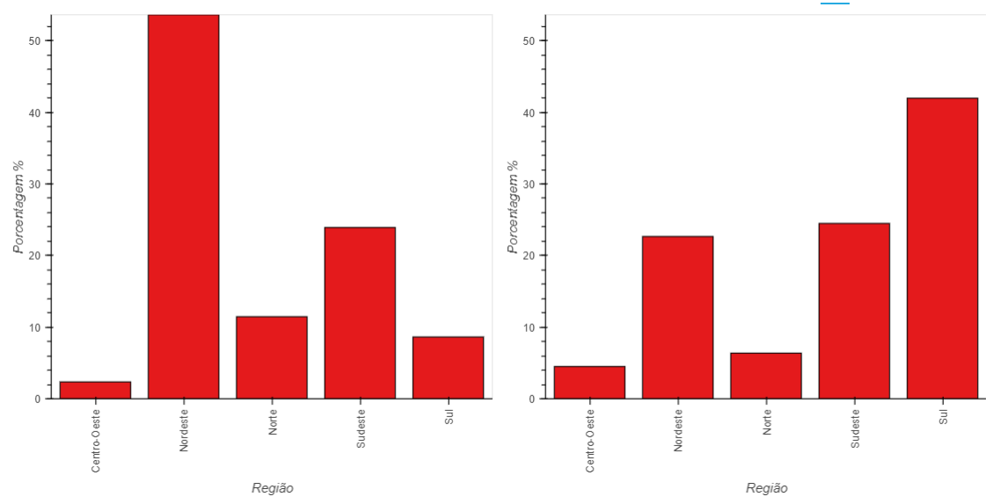 50
40
30
20
10
0
Porcentagem %
Centro-Oeste
Nordeste
Norte
Sudeste
Sul
Região
50
40
30
20
10
0
Porcentagem %
Centro-Oeste
Nordeste
Norte
Sudeste
Sul
Região